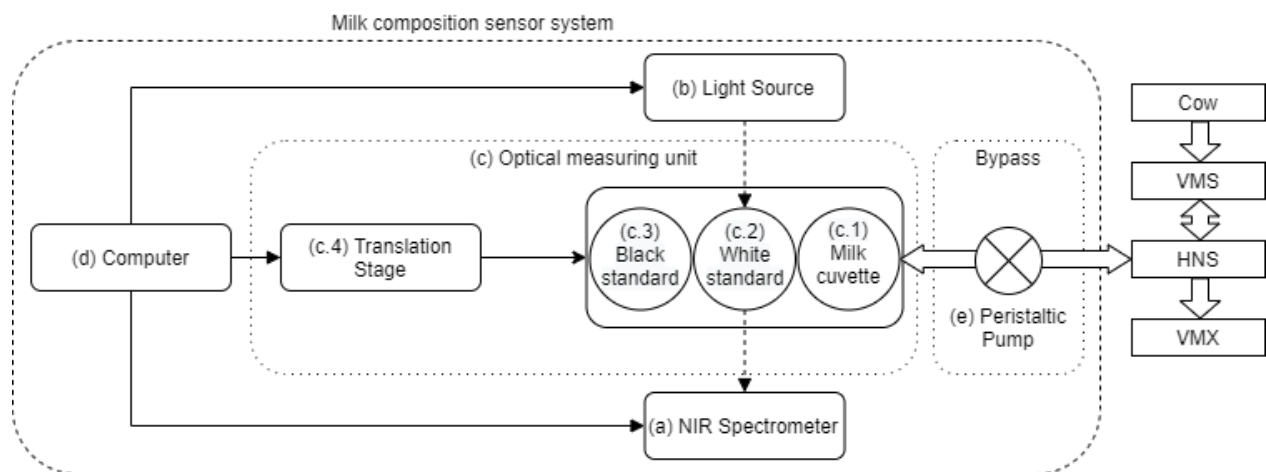 Milk composition sensor system
(b) Light Source
Cow
(c) Optical measuring unit
Bypass
VMS
(d) Computer
(c.4) Translation
Stage
(c.3)
Black
standard
(c.2)
White
standard
(c.1)
Milk
cuvette
HNS
(e) Peristaltic
Pump
VMX
(a) NIR Spectrometer